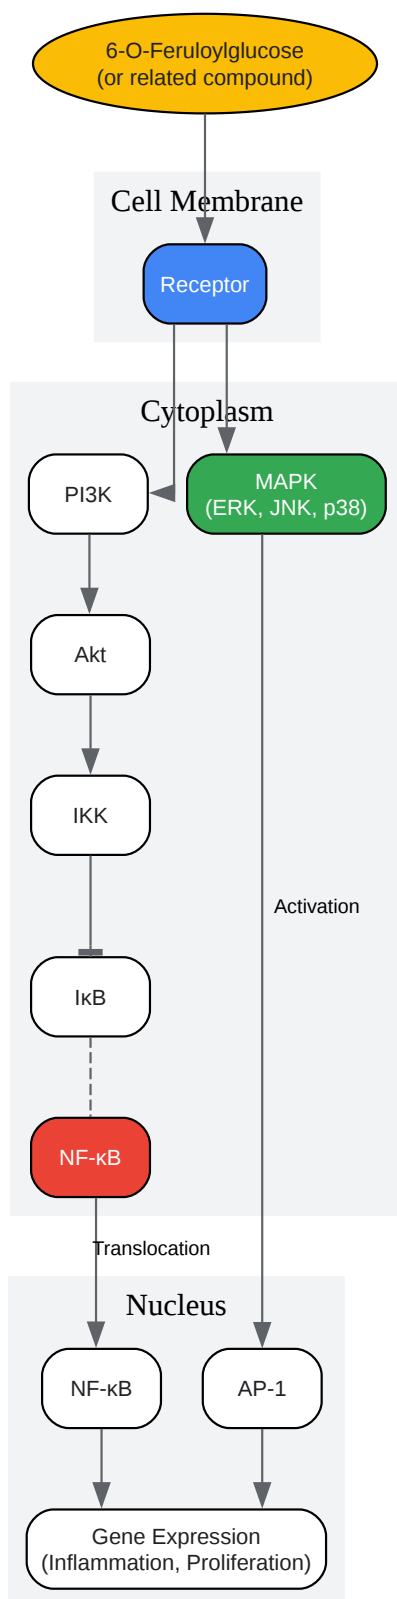 6-O-Feruloylglucose
(or related compound)
Cell Membrane
Receptor
Cytoplasm
PI3K
MAPK
(ERK, JNK, p38)
Akt
IKK
Activation
IκB
NF-κB
Translocation
Nucleus
NF-κB
AP-1
Gene Expression
(Inflammation, Proliferation)